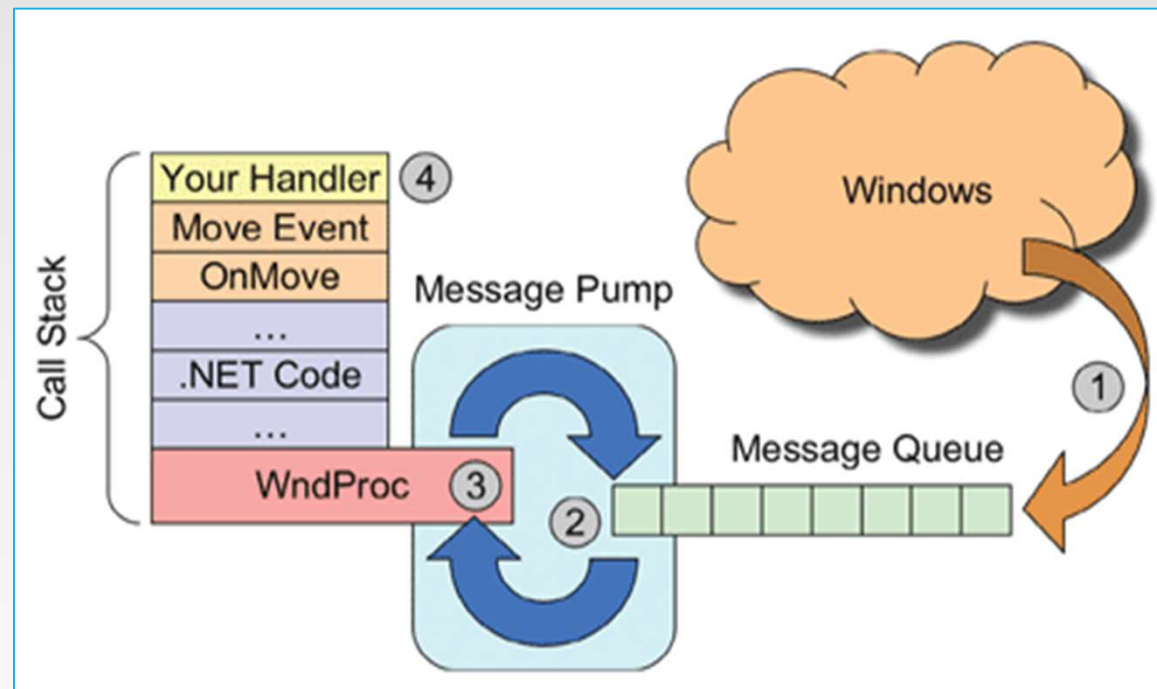 Windows
Your Handler
4
Move Event
OnMove
...
.NET Code
...
WndProc
3
Call Stack
Message Pump
2
1
Message Queue